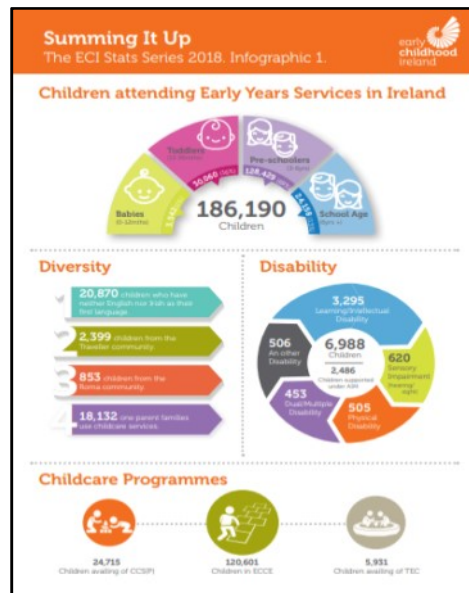 Summing It Up
The ECI Stats Series 2018. Infographic 1.
early
childhood
ireland
Children attending Early Years Services in Ireland
Babies
(0-12mths)
Toddlers
30,060
Pre-schoolers
128,429
School Age
186,190
Children
Diversity
20,870 children who have
neither English nor Irish as their
first language.
2,399 children from the
Traveller community.
853 children from the
Roma community.
18,132 one parent families
use childcare services.
Disability
3,295
Learning/Intellectual
Disability
506
An other
Disability
6,988
Children
2,486
Children supported
under AIM
620
Sensory
Impairment
(hearing/
sight)
453
Dual/Multiple
Disability
505
Physical
Disability
Childcare Programmes
24,715
Children availing of CCS(P)
120,601
Children in ECCE
5,931
Children availing of TEC